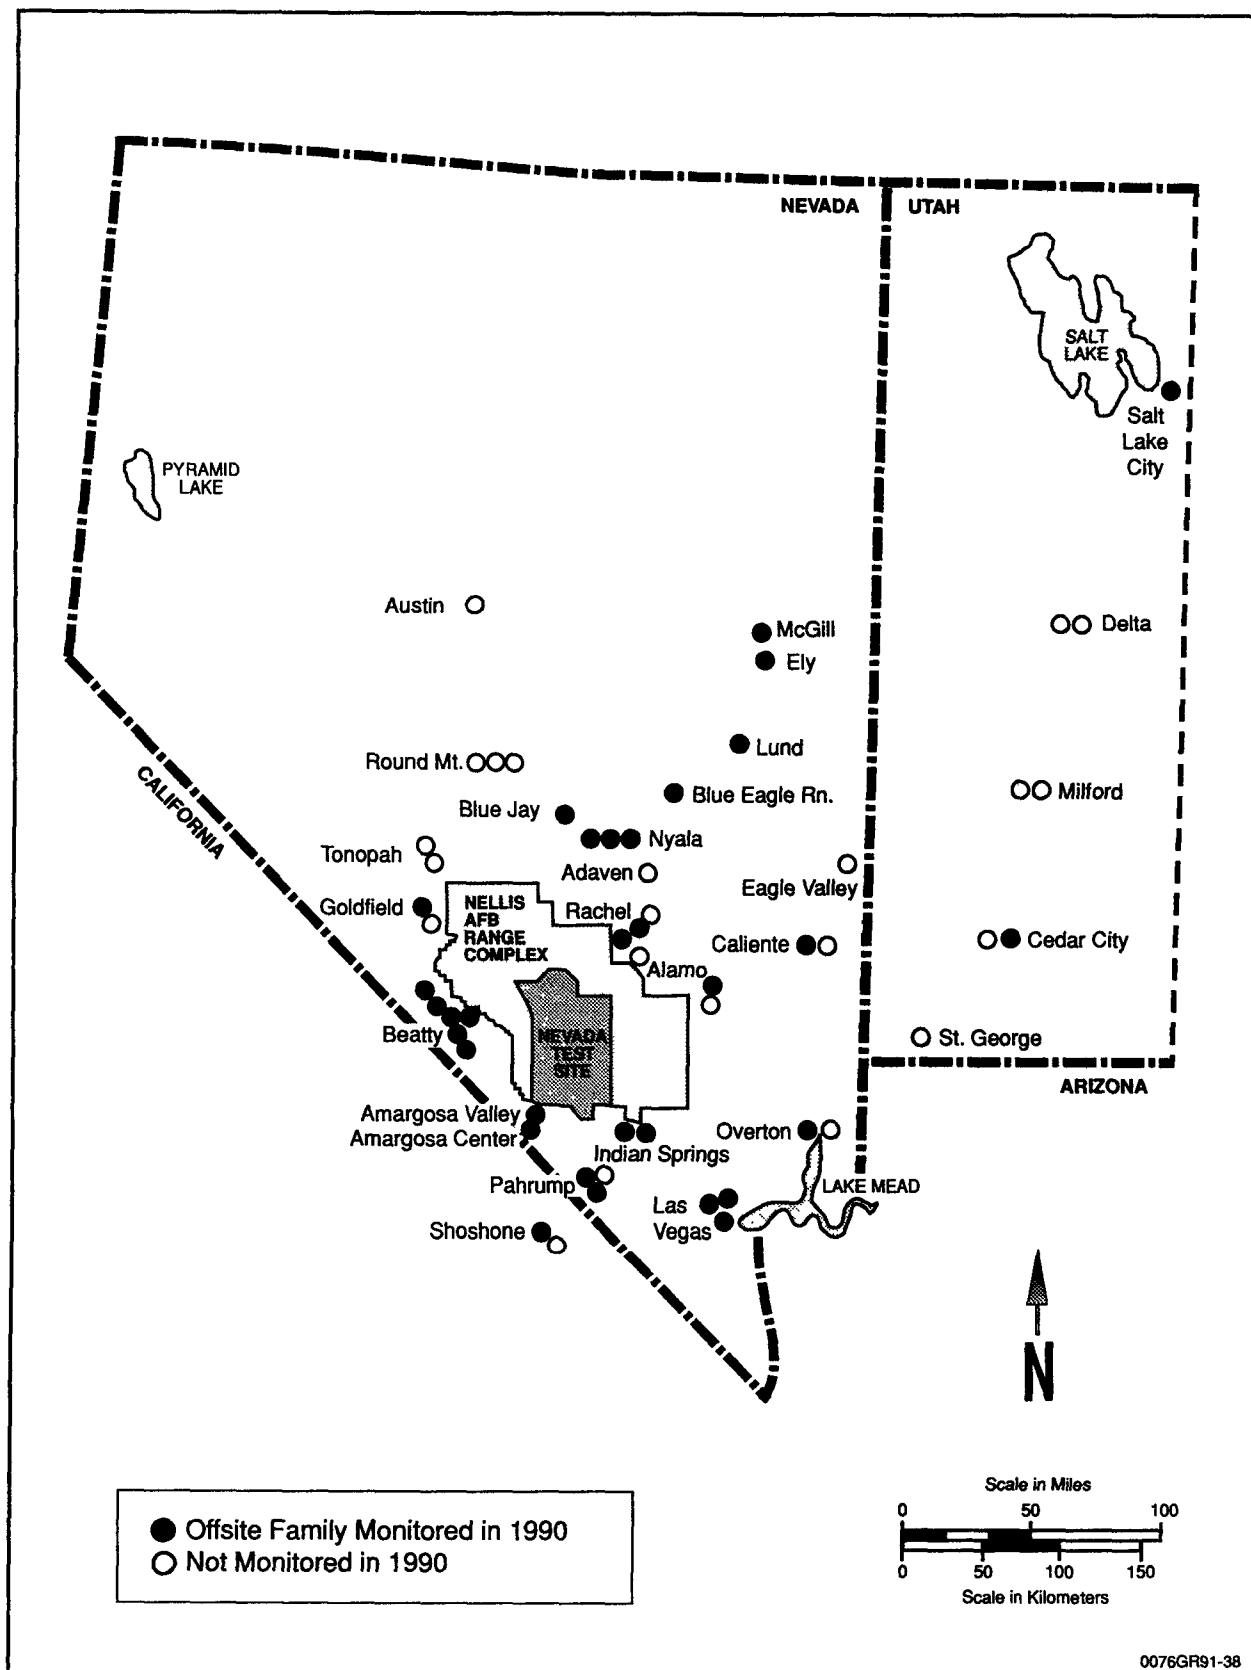 NEVADA
UTAH
SALT
LAKE
Salt
Lake
City
PYRAMID
LAKE
Austin
McGill
Ely
Delta
Lund
Round Mt.
CALIFORNIA
Blue Eagle Rn.
Milford
Blue Jay
Nyala
Tonopah
Adaven
Eagle Valley
Goldfield
NELLIS
AFB
RANGE
COMPLEX
Rachel
Caliente
Cedar City
Alamo
Beatty
NEVADA
TEST
SITE
St. George
ARIZONA
Amargosa Valley
Amargosa Center
Overton
Indian Springs
Pahrump
LAKE MEAD
Las
Vegas
Shoshone
N
Offsite Family Monitored in 1990
Not Monitored in 1990
Scale in Miles
0 50 100
0 50 100 150
Scale in Kilometers
0076GR91-38